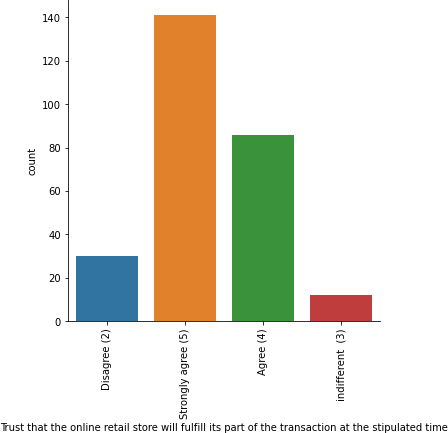 140
120
100
80
60
40
20
0
count
Disagree (2)
Strongly agree (5)
Agree (4)
indifferent  (3)
Trust that the online retail store will fulfill its part of the transaction at the stipulated time